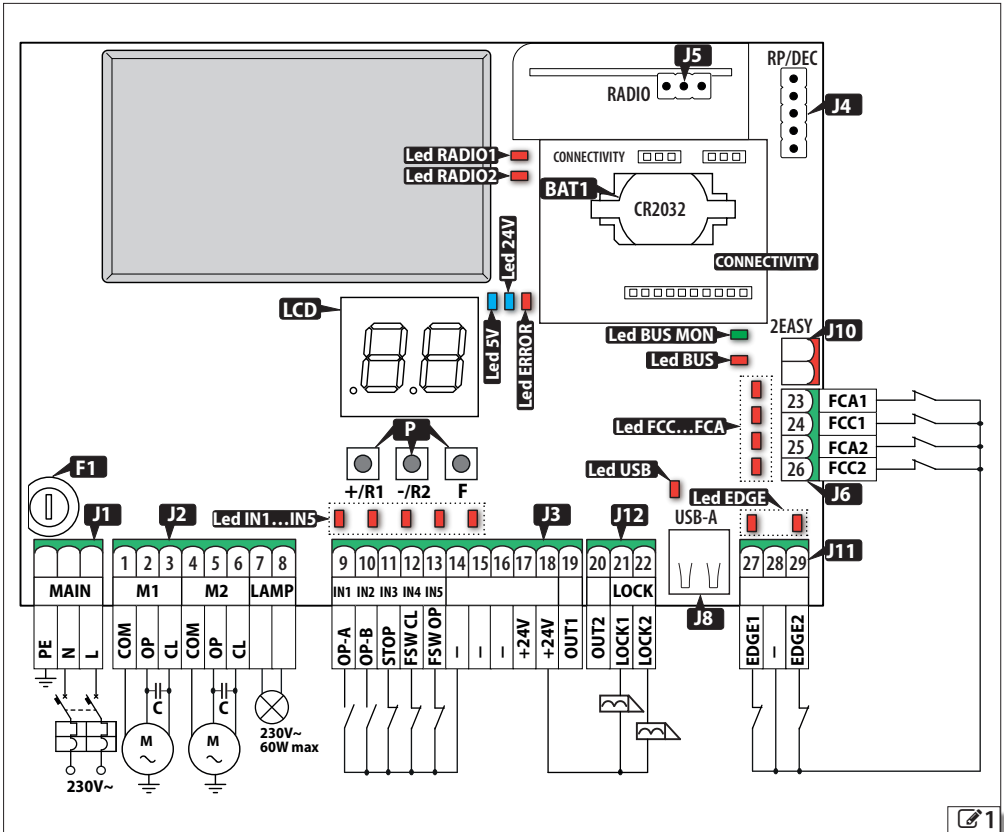 J5
RP/DEC
RADIO
J4
Led RADIO1
CONNECTIVITY
Led RADIO2
BAT1
CR2032
CONNECTIVITY
LCD
Led 5V
Led 24V
Led ERROR
Led BUS MON
2EASY
J10
Led BUS
23 FCA1
24 FCC1
25 FCA2
26 FCC2
Led FCC...FCA
J6
P
+/R1 -/R2 F
F1
Led USB
Led EDGE
USB-A
J1
J2
Led IN1...IN5
J3
J12
J11
1 2 3 4 5 6 7 8
9 10 11 12 13 14 15 16 17 18 19
20 21 22
27 28 29
MAIN
M1
M2
LAMP
IN1 IN2 IN3 IN4 IN5
LOCK
J8
PE
N
L
COM
OP
CL
COM
OP
CL
OP-A
OP-B
STOP
FSW CL
FSW OP
–
–
–
+24V
+24V
OUT1
OUT2
LOCK1
LOCK2
EDGE1
–
EDGE2
C
C
M
~
M
~
230V~
60W max
230V~
1